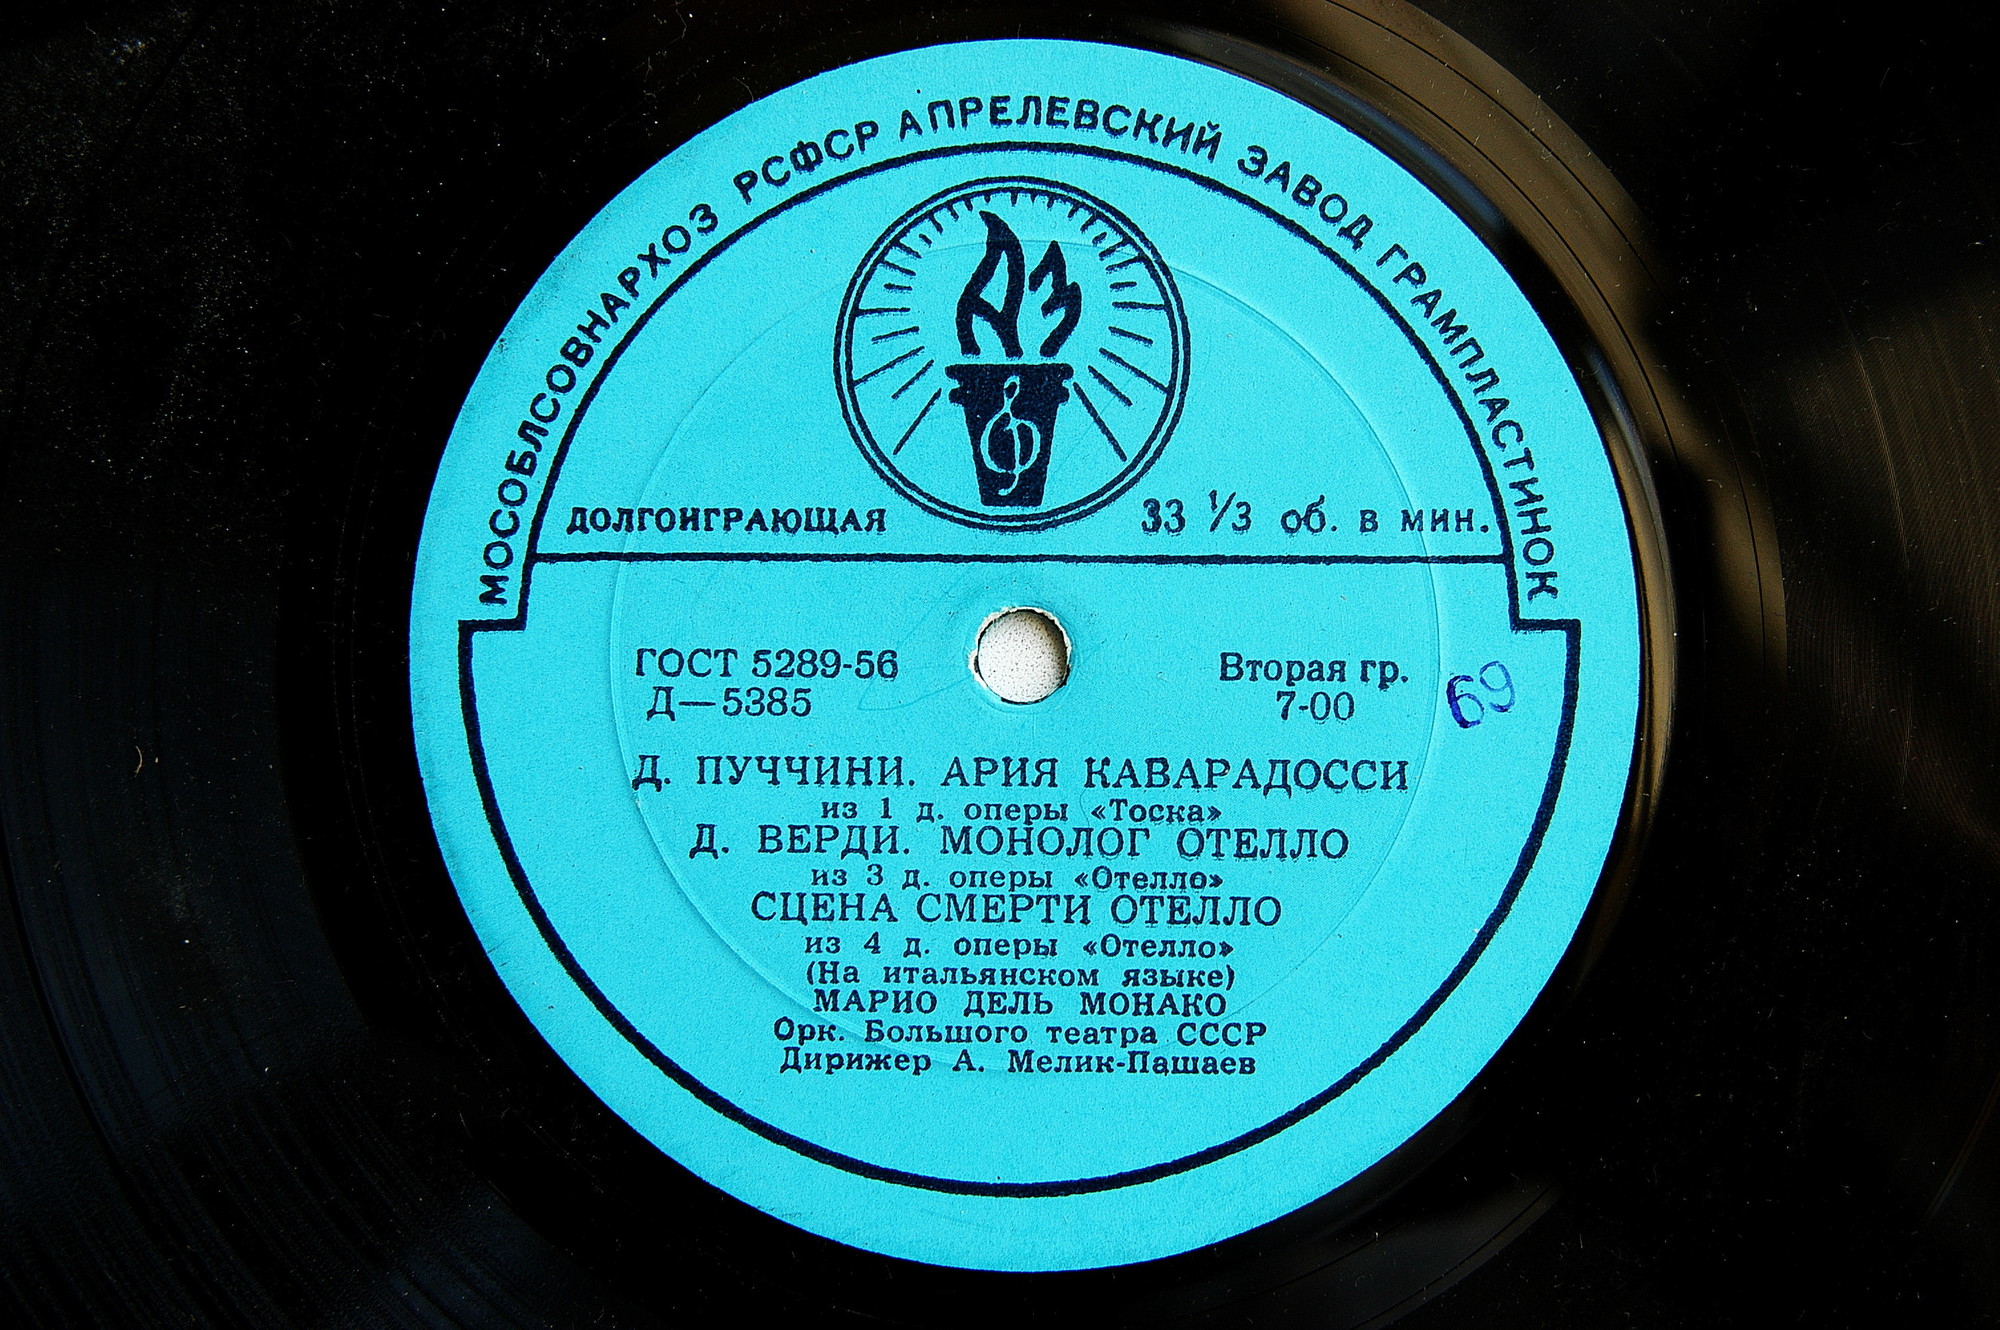 МОСОБЛСОВНАРХОЗ РСФСР АПРЕЛЕВСКИЙ ЗАВОД ГРАМПЛАСТИНОК
АЗ
ДОЛГОИГРАЮЩАЯ 33 1/3 об. в мин.
ГОСТ 5289-56 Вторая гр.
Д—5385 7-00
69
Д. ПУЧЧИНИ. АРИЯ КАВАРАДОССИ
из 1 д. оперы «Тоска»
Д. ВЕРДИ. МОНОЛОГ ОТЕЛЛО
из 3 д. оперы «Отелло»
СЦЕНА СМЕРТИ ОТЕЛЛО
из 4 д. оперы «Отелло»
(На итальянском языке)
МАРИО ДЕЛЬ МОНАКО
Орк. Большого театра СССР
Дирижер А. Мелик-Пашаев